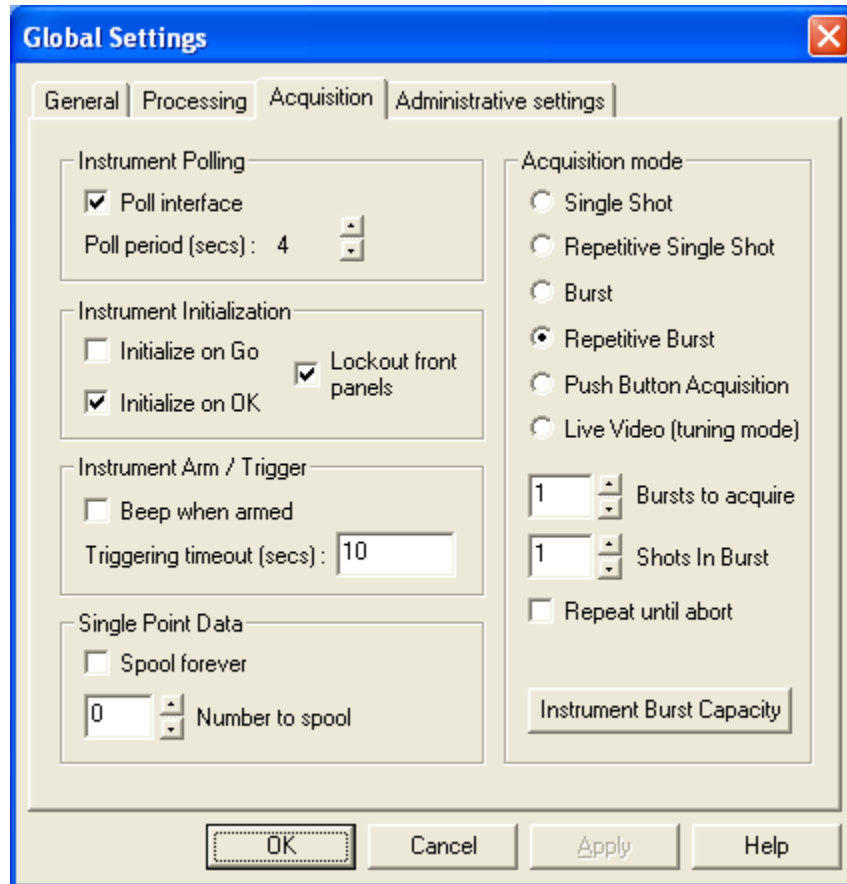 Global Settings
General
Processing
Acquisition
Administrative settings
Instrument Polling
Poll interface
Poll period (secs) : 4
Instrument Initialization
Initialize on Go
Lockout front
panels
Initialize on OK
Instrument Arm / Trigger
Beep when armed
Triggering timeout (secs) : 10
Single Point Data
Spool forever
0 Number to spool
Acquisition mode
Single Shot
Repetitive Single Shot
Burst
Repetitive Burst
Push Button Acquisition
Live Video (tuning mode)
1 Bursts to acquire
1 Shots In Burst
Repeat until abort
Instrument Burst Capacity
OK
Cancel
Apply
Help